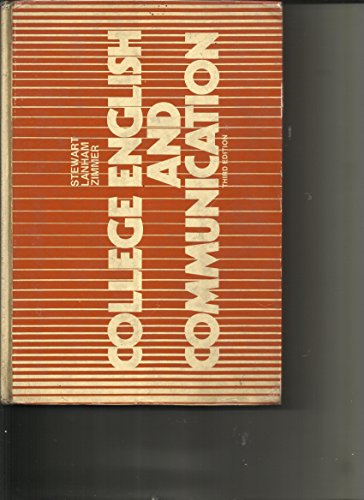 STEWART
LANHAM
ZIMMER
COLLEGE ENGLISH
AND
COMMUNICATION
THIRD EDITION